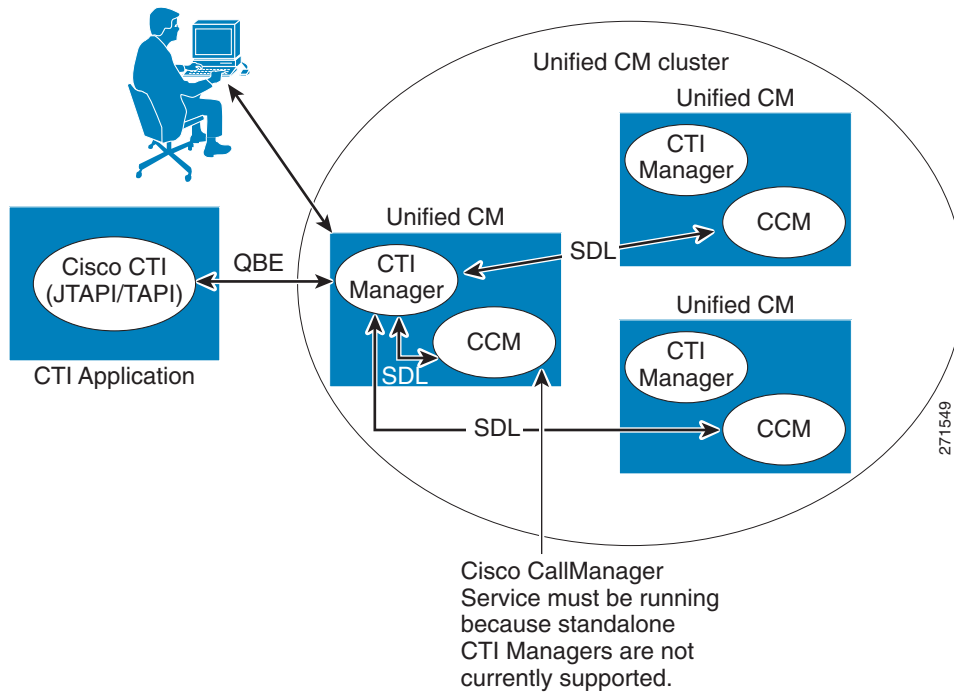 Unified CM cluster
Unified CM
CTI
Manager
CCM
Unified CM
SDL
QBE
CTI
Manager
Cisco CTI
(JTAPI/TAPI)
CCM
SDL
CTI Application
Unified CM
CTI
Manager
CCM
SDL
271549
Cisco CallManager
Service must be running
because standalone
CTI Managers are not
currently supported.